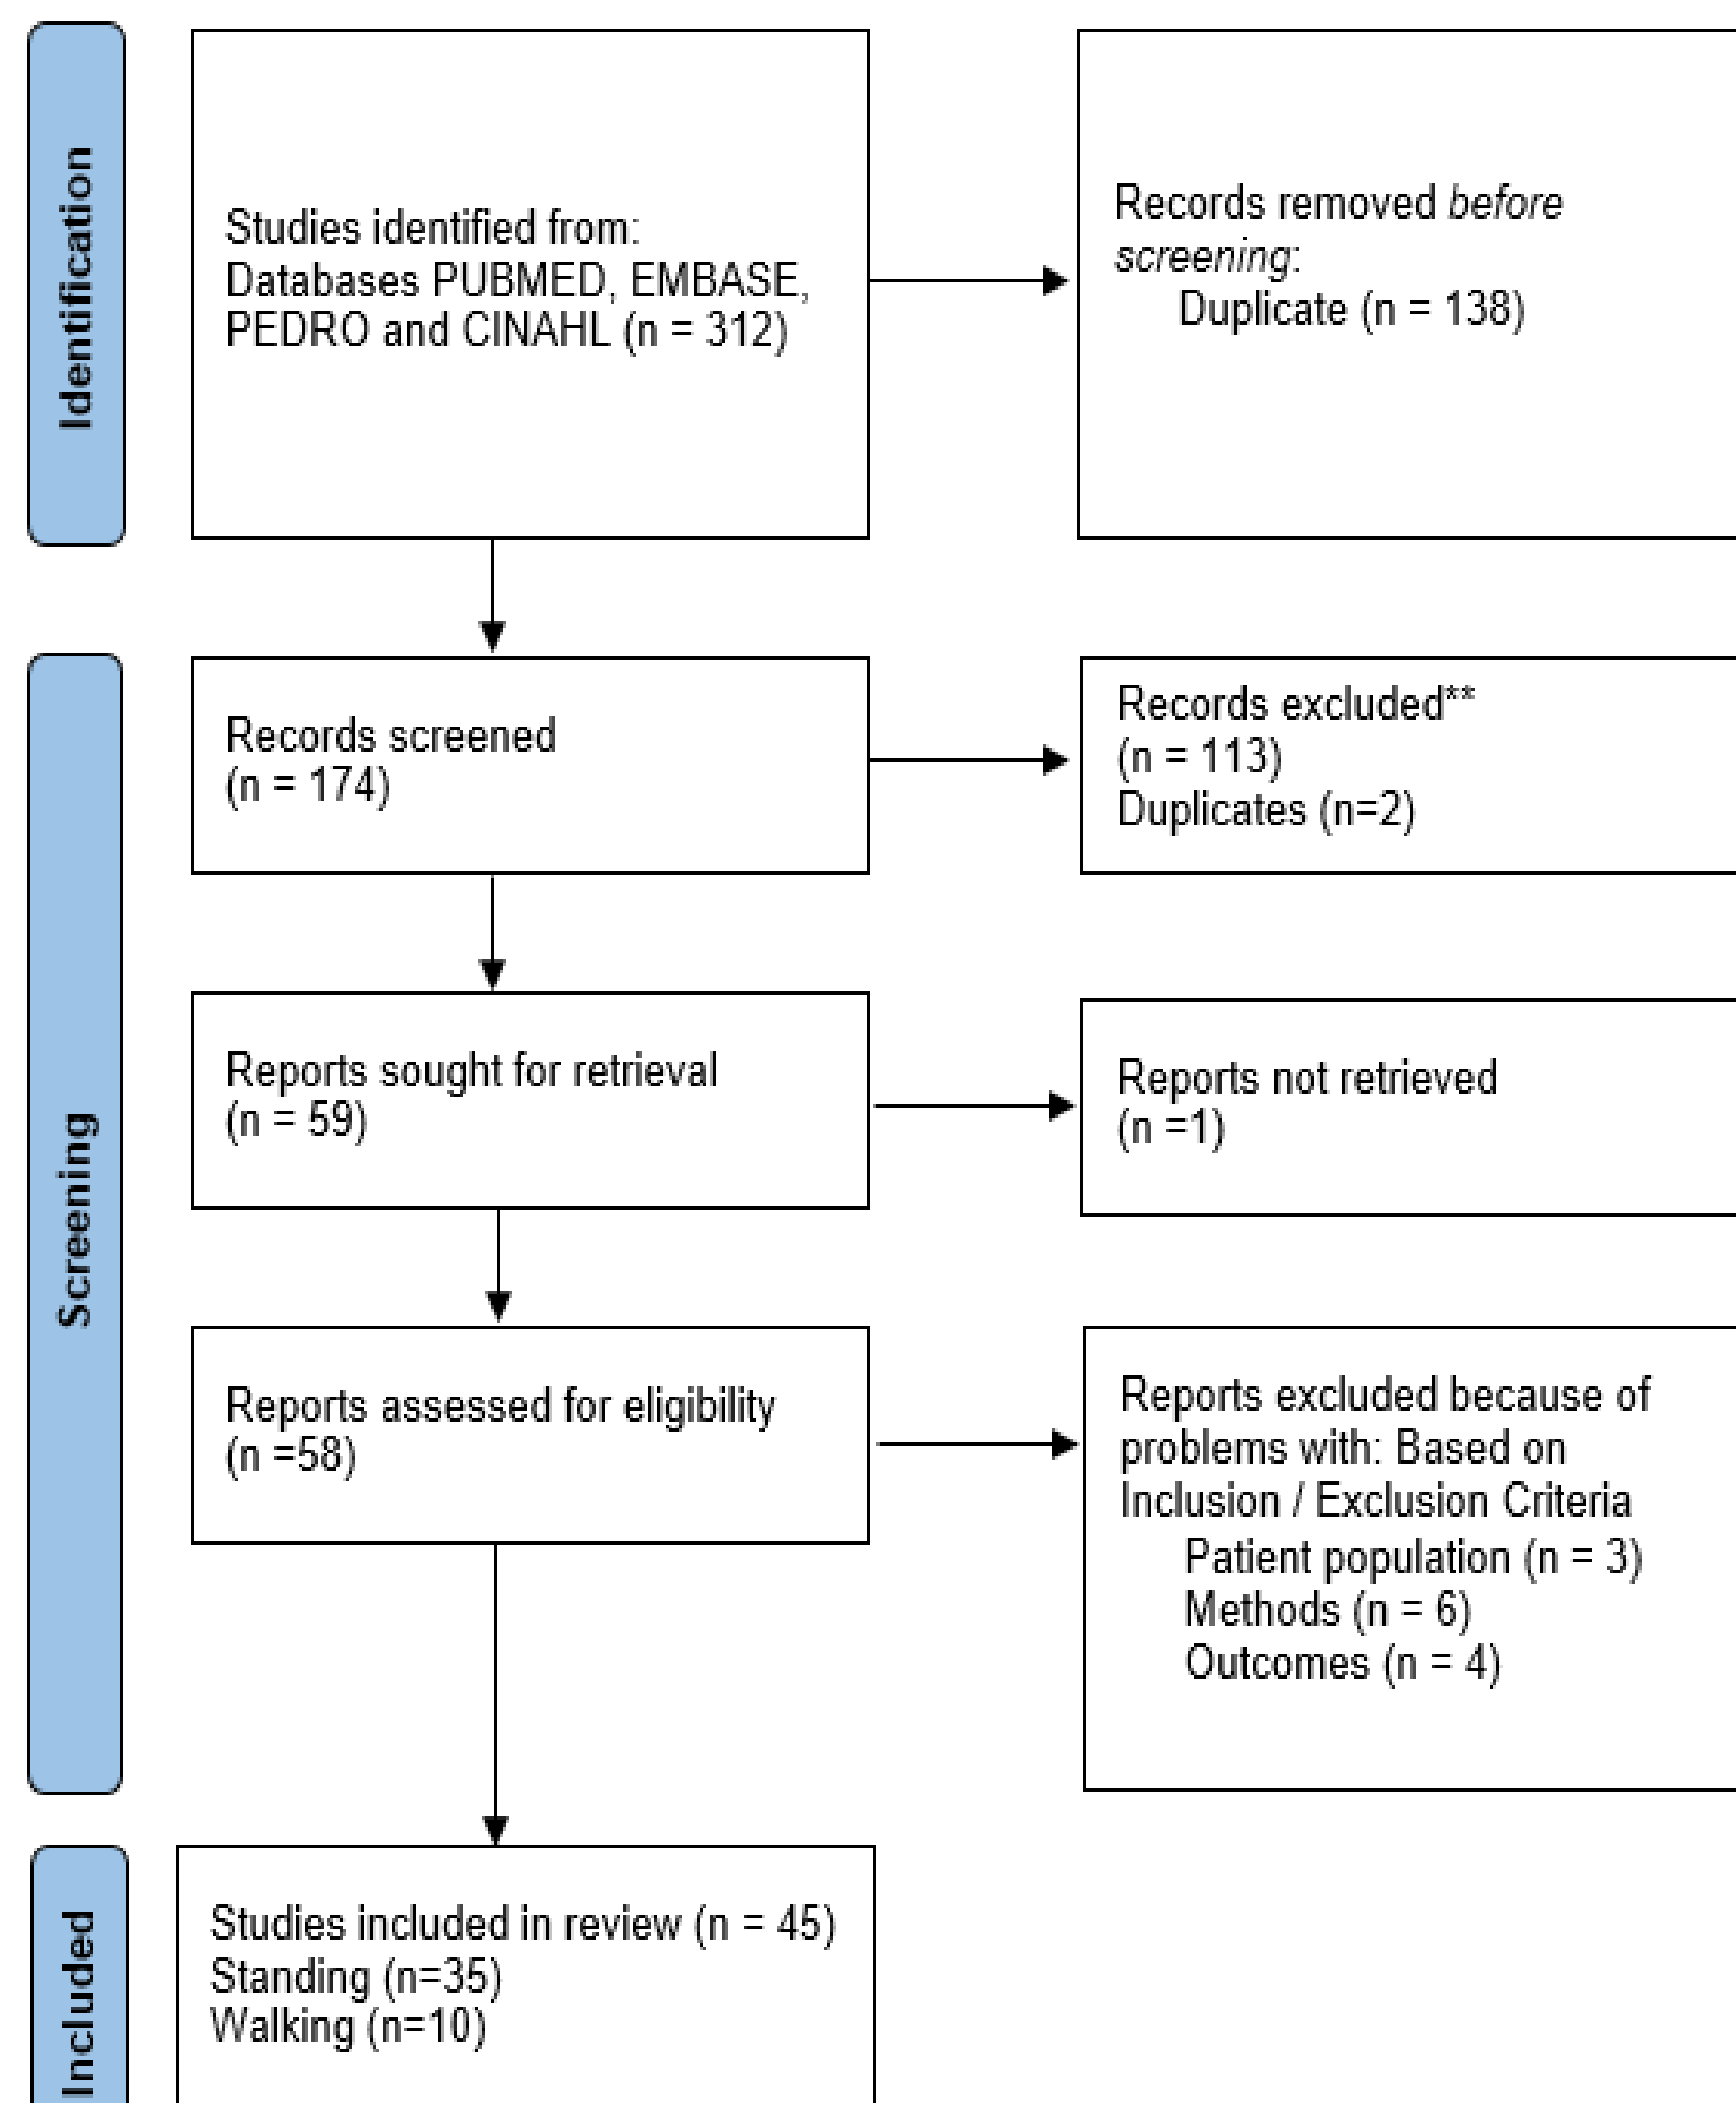 Identification
Studies identified from:
Databases PUBMED, EMBASE,
PEDRO and CINAHL (n = 312)
Records removed before
screening:
Duplicate (n = 138)
Screening
Records screened
(n = 174)
Records excluded**
(n = 113)
Duplicates (n=2)
Reports sought for retrieval
(n = 59)
Reports not retrieved
(n =1)
Reports assessed for eligibility
(n =58)
Reports excluded because of
problems with: Based on
Inclusion / Exclusion Criteria
Patient population (n = 3)
Methods (n = 6)
Outcomes (n = 4)
Included
Studies included in review (n = 45)
Standing (n=35)
Walking (n=10)